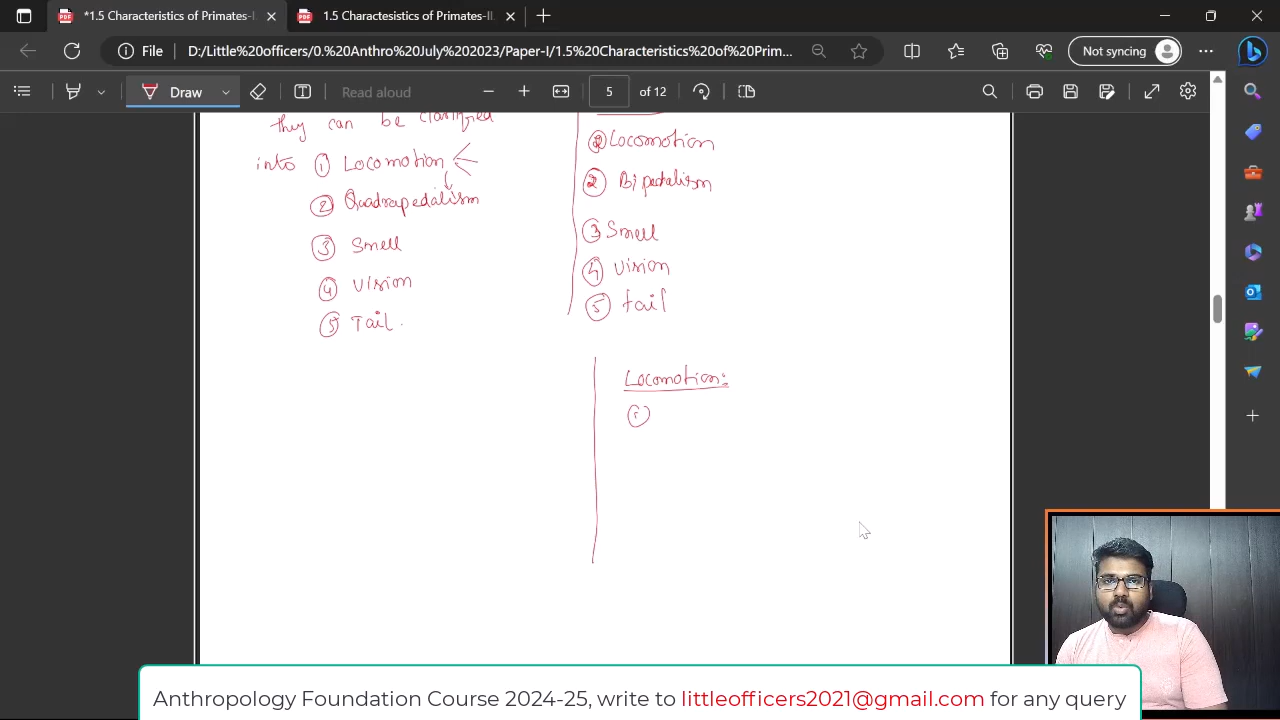 *1.5 Characteristics of Primates-I.
1.5 Charactesistics of Primates-II.
File
D:/Little%20officers/0.%20Anthro%20July%202023/Paper-I/1.5%20Characteristics%20of%20Prim...
Not syncing
Draw
Read aloud
5
of 12
they can be classified
into ① Locomotion
② Quadrapedalism
③ Smell
④ Vision
⑤ Tail.
② Locomotion
② Bipedalism
③ Smell
④ Vision
⑤ tail
Locomotion:
①
Anthropology Foundation Course 2024-25, write to littleofficers2021@gmail.com for any query